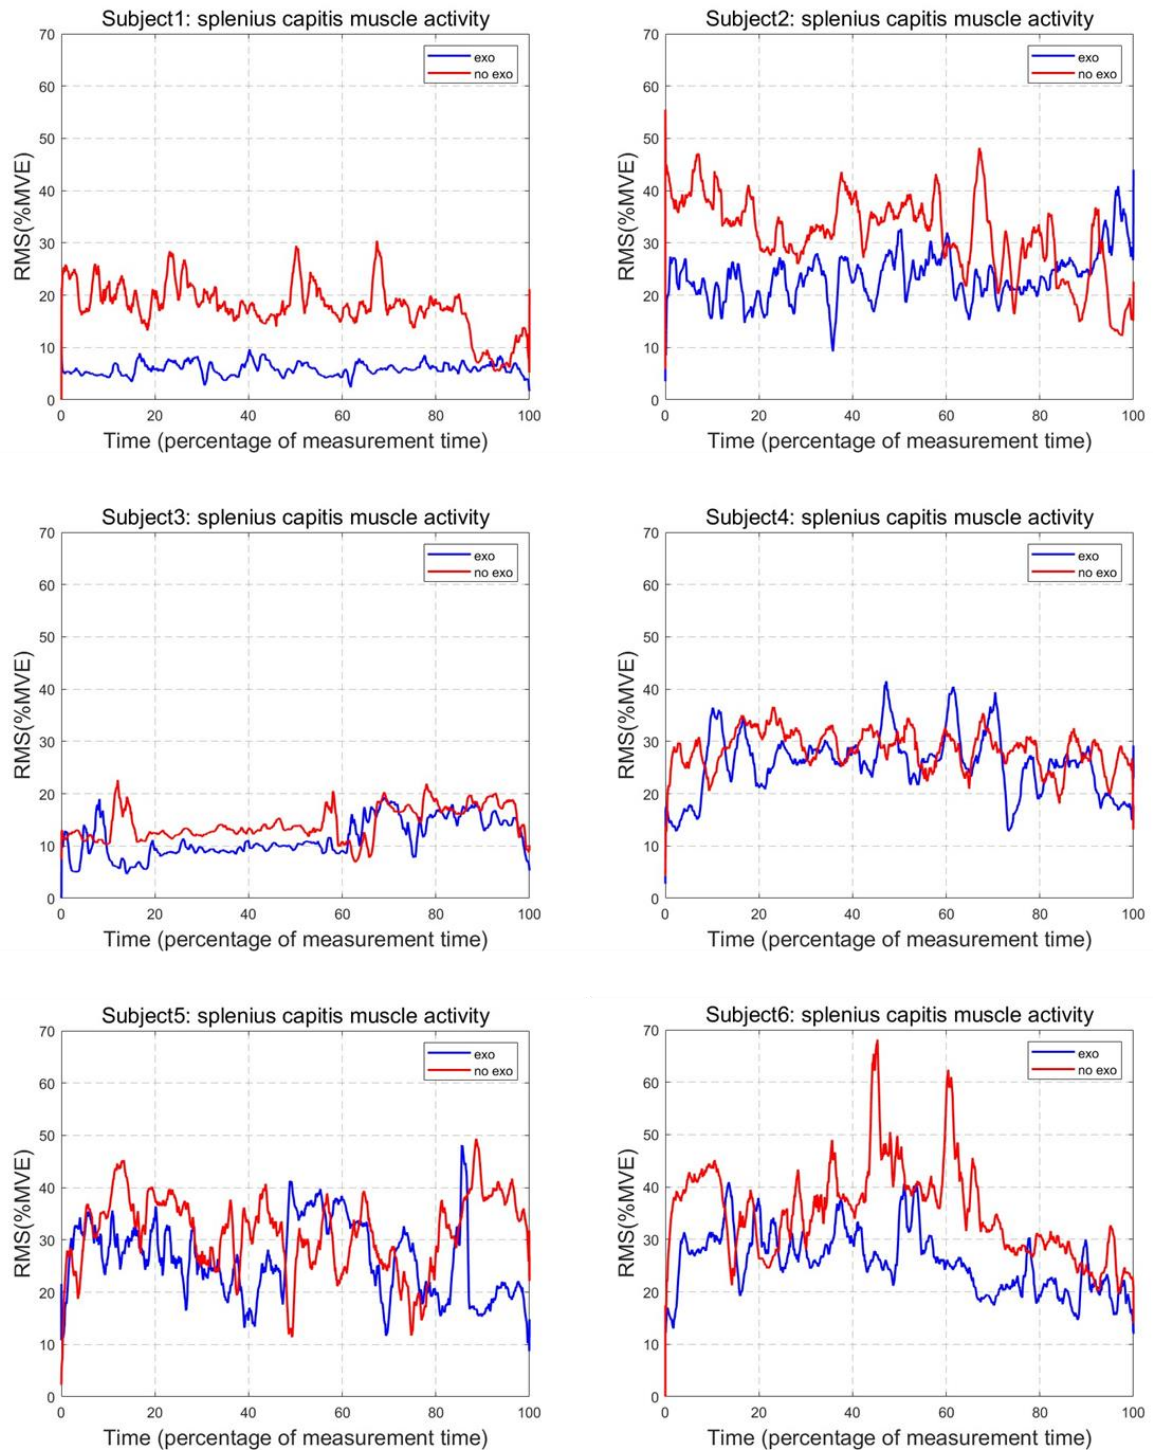 Subject1: splenius capitis muscle activity
70
60
50
40
30
20
10
0
RMS(%MVE)
exo
no exo
0 20 40 60 80 100
Time (percentage of measurement time)
Subject2: splenius capitis muscle activity
70
60
50
40
30
20
10
0
RMS(%MVE)
exo
no exo
0 20 40 60 80 100
Time (percentage of measurement time)
Subject3: splenius capitis muscle activity
70
60
50
40
30
20
10
0
RMS(%MVE)
exo
no exo
0 20 40 60 80 100
Time (percentage of measurement time)
Subject4: splenius capitis muscle activity
70
60
50
40
30
20
10
0
RMS(%MVE)
exo
no exo
0 20 40 60 80 100
Time (percentage of measurement time)
Subject5: splenius capitis muscle activity
70
60
50
40
30
20
10
0
RMS(%MVE)
exo
no exo
0 20 40 60 80 100
Time (percentage of measurement time)
Subject6: splenius capitis muscle activity
70
60
50
40
30
20
10
0
RMS(%MVE)
exo
no exo
0 20 40 60 80 100
Time (percentage of measurement time)